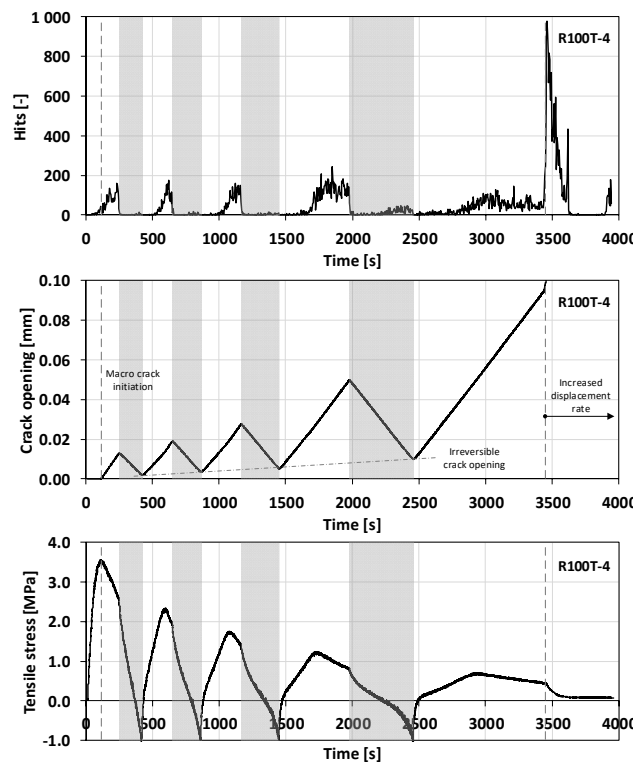 1 000
R100T-4
800
600
400
200
0
Hits [-]
0 500 1000 1500 2000 2500 3000 3500 4000
Time [s]
0.10
R100T-4
0.08
0.06
0.04
0.02
0.00
Crack opening [mm]
Macro crack
initiation
Increased
displacement
rate
Irreversible
crack opening
0 500 1000 1500 2000 2500 3000 3500 4000
Time [s]
4.0
R100T-4
3.0
2.0
1.0
0.0
-1.0
Tensile stress [MPa]
0 500 1000 1500 2000 2500 3000 3500 4000
Time [s]